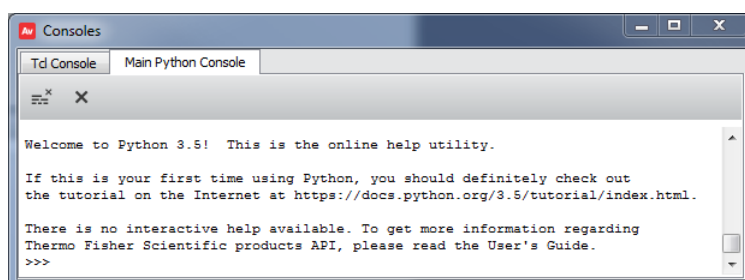 Av Consoles
Tcl Console Main Python Console
Welcome to Python 3.5! This is the online help utility.
If this is your first time using Python, you should definitely check out
the tutorial on the Internet at https://docs.python.org/3.5/tutorial/index.html.
There is no interactive help available. To get more information regarding
Thermo Fisher Scientific products API, please read the User's Guide.
>>>